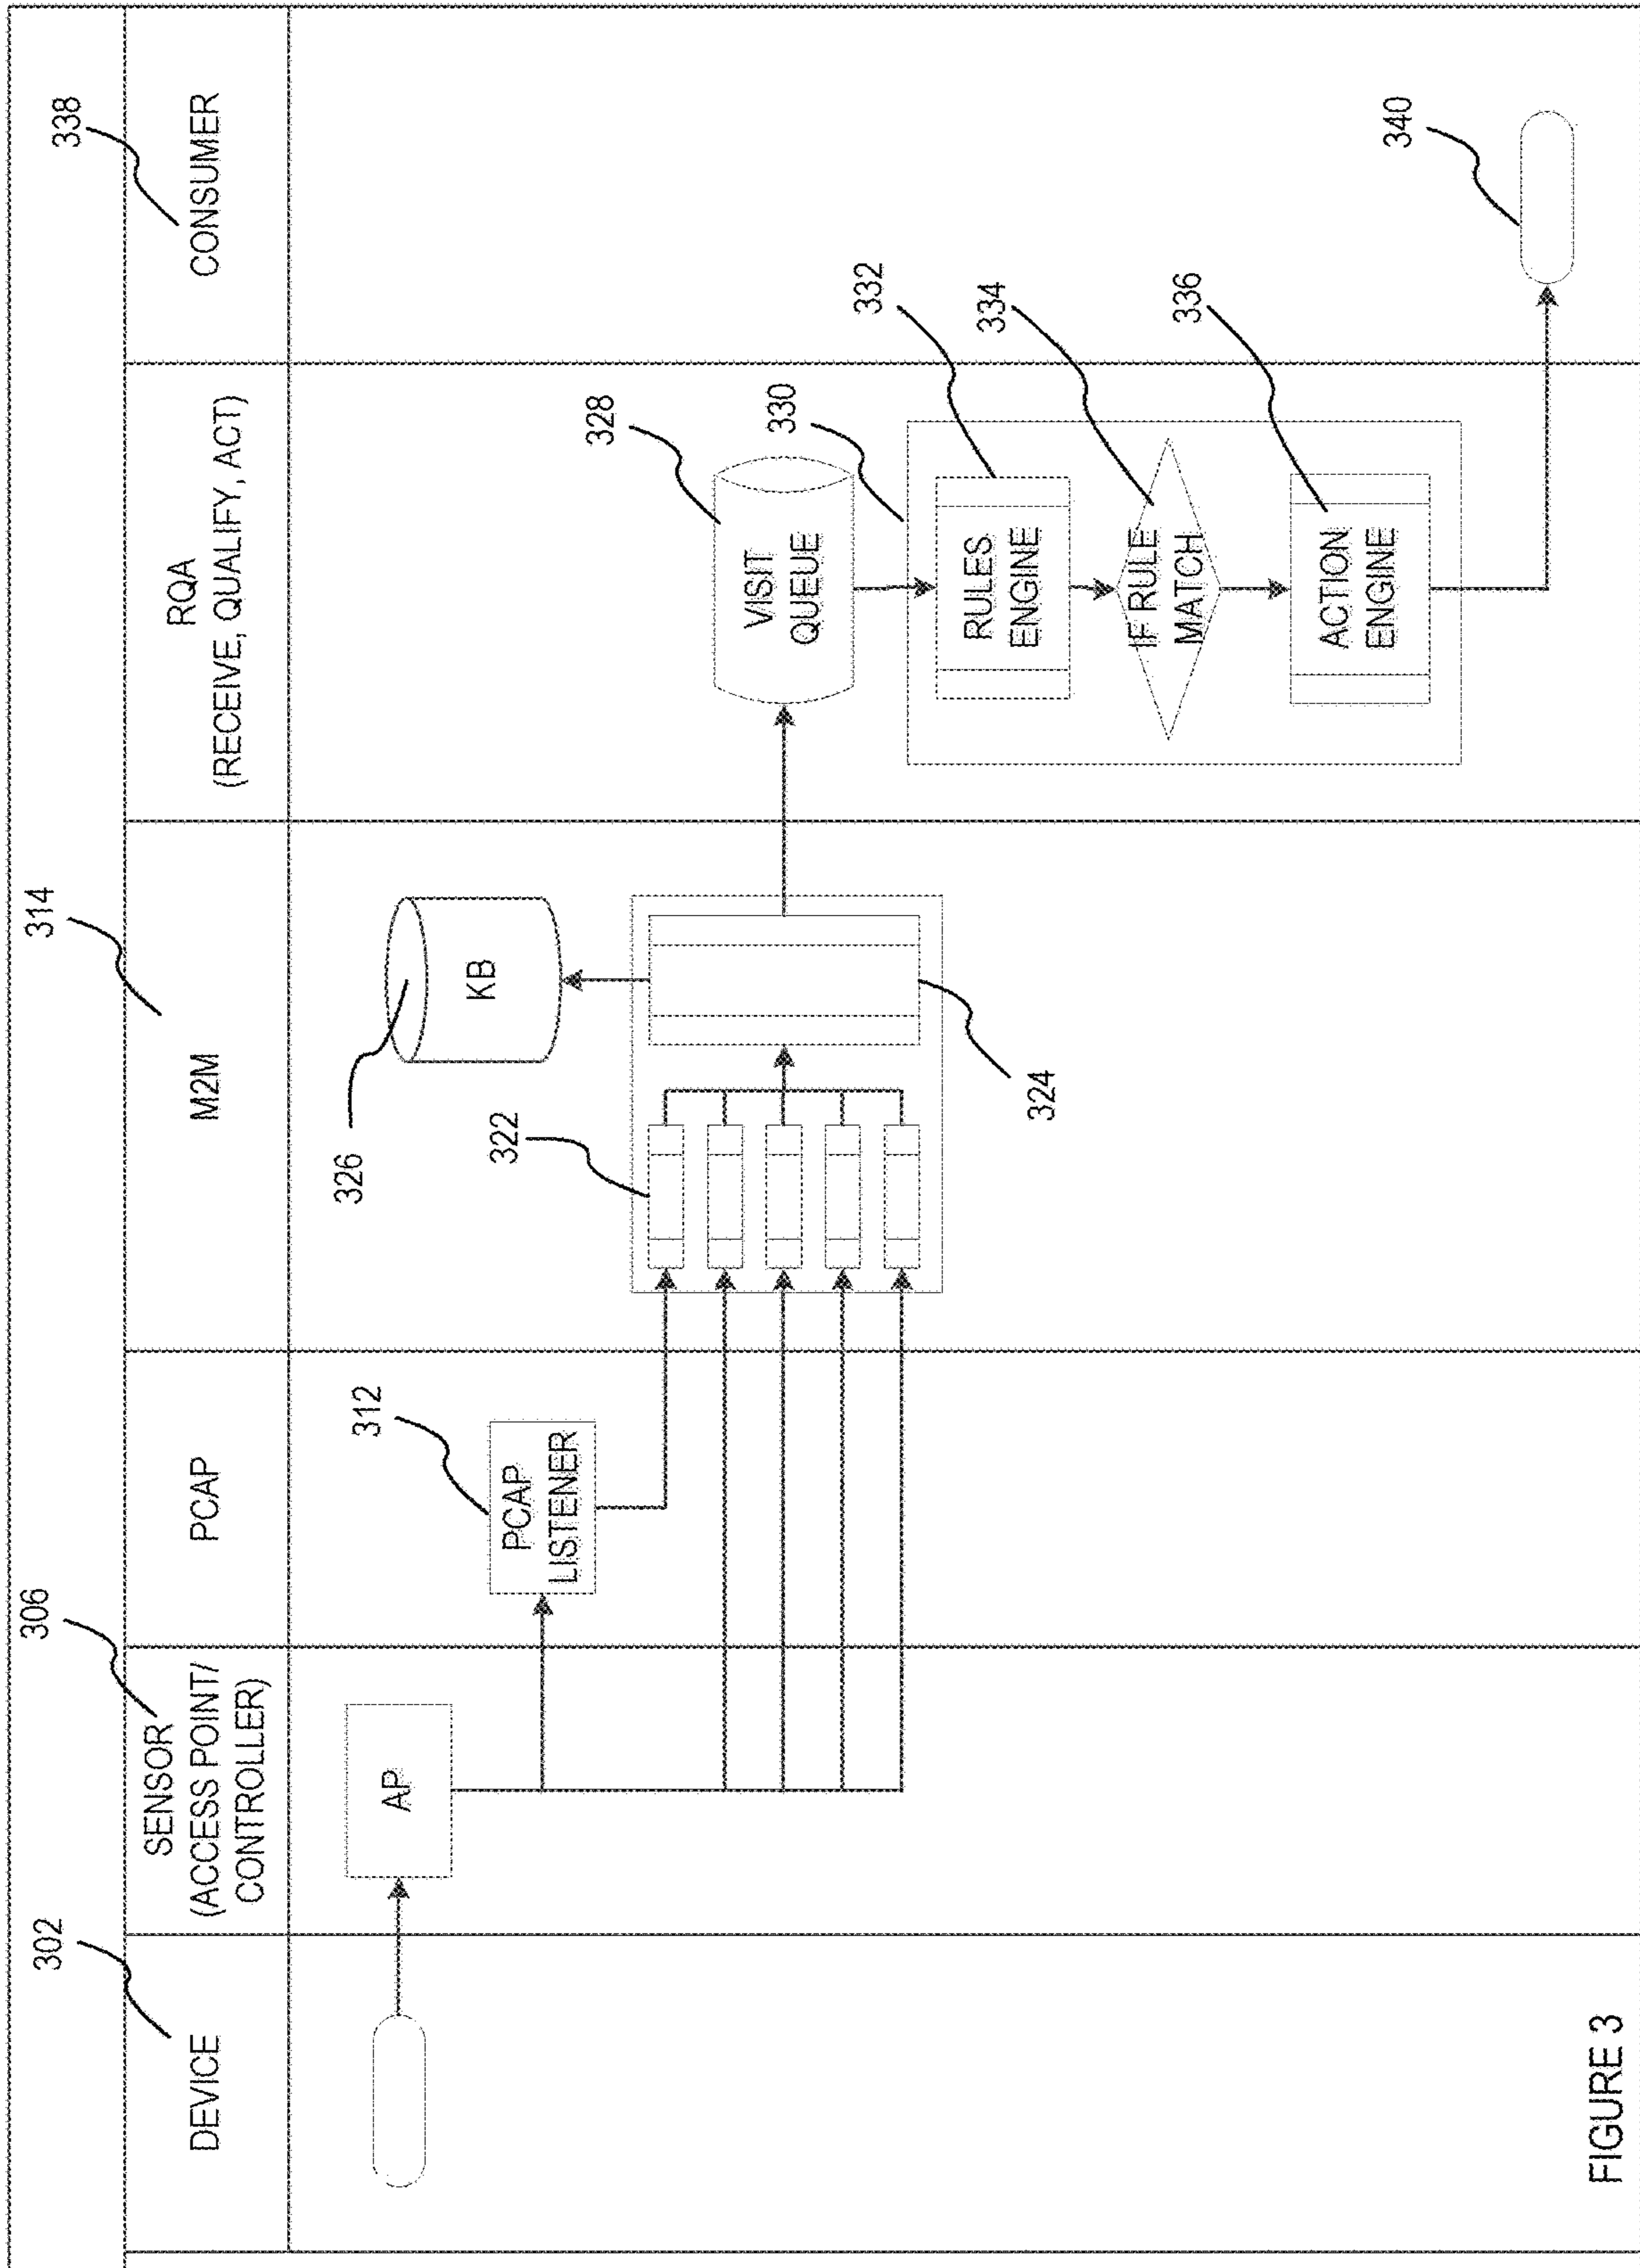 302
306
314
338
DEVICE
SENSOR
(ACCESS POINT/
CONTROLLER)
PCAP
M2M
RQA
(RECEIVE, QUALIFY, ACT)
CONSUMER
AP
312
PCAP
LISTENER
326
KB
322
324
328
VISIT
QUEUE
330
332
RULES
ENGINE
334
IF RULE
MATCH
336
ACTION
ENGINE
340
FIGURE 3